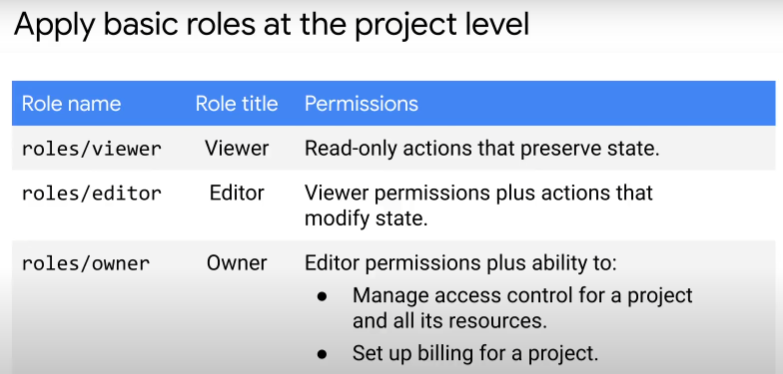 Apply basic roles at the project level
Role name Role title Permissions
roles/viewer Viewer Read-only actions that preserve state.
roles/editor Editor Viewer permissions plus actions that
modify state.
roles/owner Owner Editor permissions plus ability to:
● Manage access control for a project
and all its resources.
● Set up billing for a project.